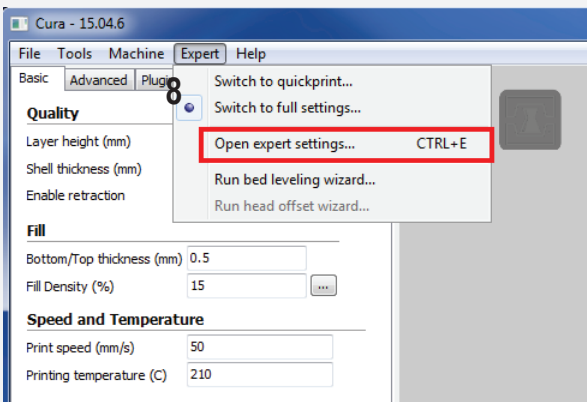 Cura - 15.04.6
File Tools Machine Expert Help
Basic Advanced
8
Switch to quickprint...
Switch to full settings...
Open expert settings... CTRL+E
Run bed leveling wizard...
Run head offset wizard...
Quality
Layer height (mm)
Shell thickness (mm)
Enable retraction
Fill
Bottom/Top thickness (mm) 0.5
Fill Density (%) 15 ...
Speed and Temperature
Print speed (mm/s) 50
Printing temperature (C) 210